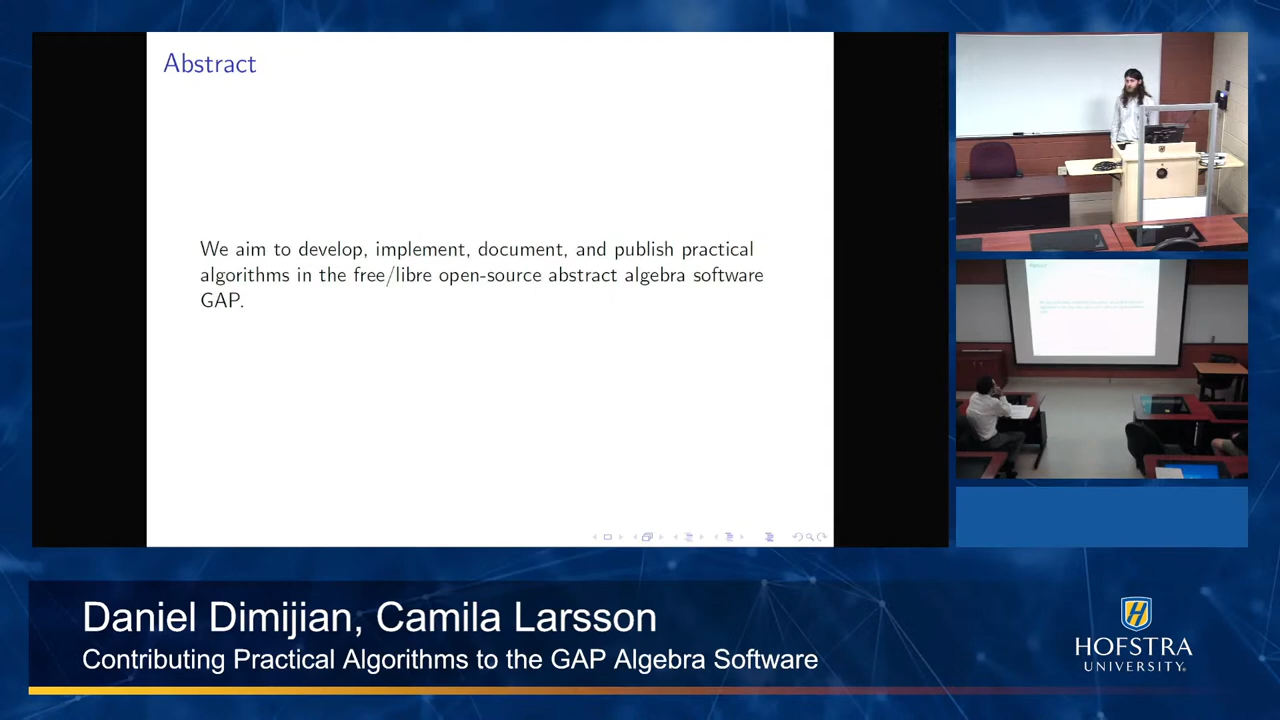 Abstract
We aim to develop, implement, document, and publish practical
algorithms in the free/libre open-source abstract algebra software
GAP.
Daniel Dimijian, Camila Larsson
Contributing Practical Algorithms to the GAP Algebra Software
H
HOFSTRA
UNIVERSITY®